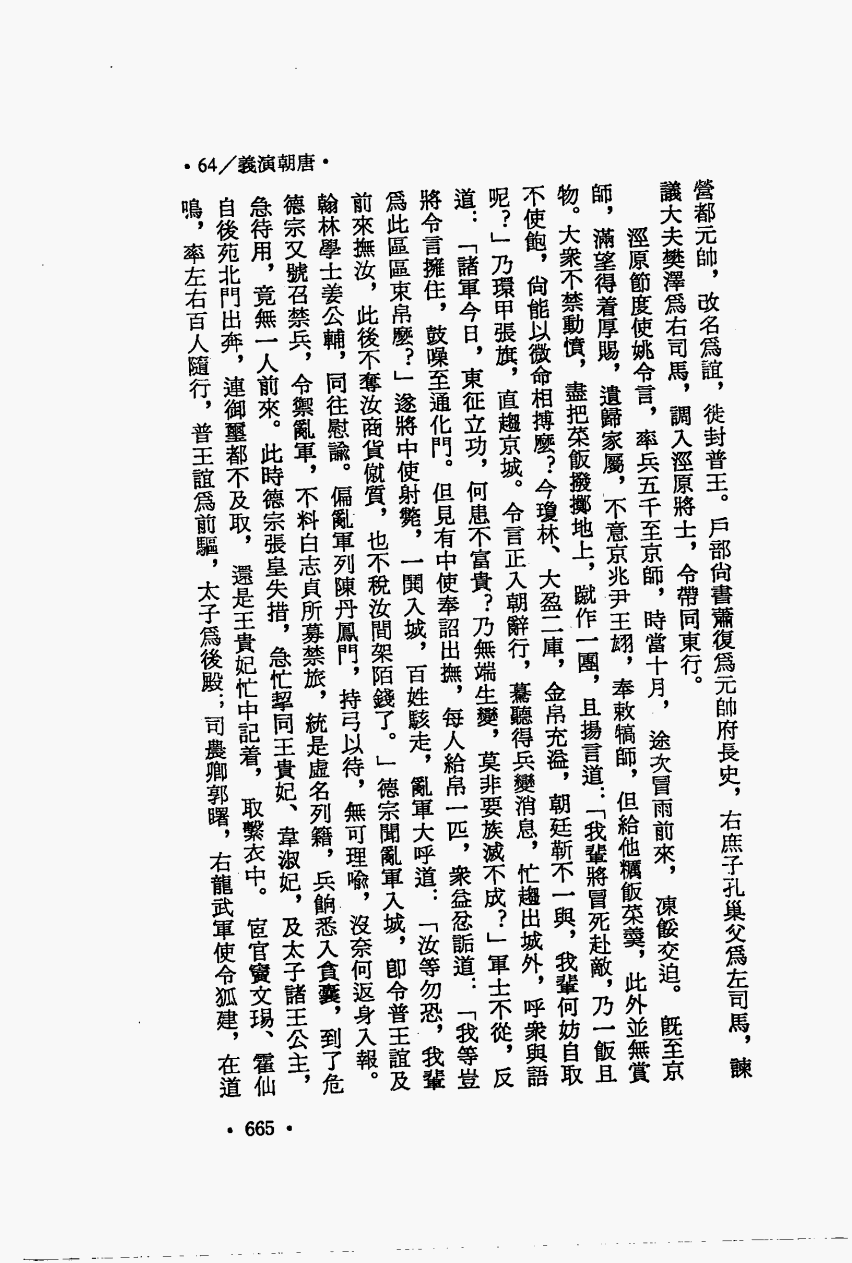 •64/義演朝唐•
營都元帥，改名爲誼，徙封普王。戶部尙書蕭復爲元帥府長史，右庶子孔巢父爲左司馬，諫
議大夫樊澤爲右司馬，調入涇原將士，令帶同東行。
涇原節度使姚令言，率兵五千至京師，時當十月，途次冒雨前來，凍餒交迫。旣至京
師，滿望得着厚賜，遺歸家屬，不意京兆尹王翃，奉敕犒師，但給他糲飯菜羹，此外並無賞
物。大衆不禁動憤，盡把菜飯撥擲地上，蹴作一團，且揚言道：「我輩將冒死赴敵，乃一飯且
不使飽，尙能以微命相搏麼？今瓊林、大盈二庫，金帛充溢，朝廷靳不一與，我輩何妨自取
呢？」乃環甲張旗，直趨京城。令言正入朝辭行，驀聽得兵變消息，忙趨出城外，呼衆與語
道：「諸軍今日，東征立功，何患不富貴？乃無端生變，莫非要族滅不成？」軍士不從，反
將令言擁住，鼓噪至通化門。但見有中使奉詔出撫，每人給帛一匹，衆益忿詬道：「我等豈
爲此區區束帛麼？」遂將中使射斃，一鬨入城，百姓駭走，亂軍大呼道：「汝等勿恐，我輩
前來撫汝，此後不奪汝商貨僦質，也不稅汝間架陌錢了。」德宗聞亂軍入城，卽令普王誼及
翰林學士姜公輔，同往慰諭。偏亂軍列陳丹鳳門，持弓以待，無可理喩，沒奈何返身入報。
德宗又號召禁兵，令禦亂軍，不料白志貞所募禁旅，統是虛名列籍，兵餉悉入貪囊，到了危
急待用，竟無一人前來。此時德宗張皇失措，急忙挈同王貴妃、韋淑妃，及太子諸王公主，
自後苑北門出奔，連御璽都不及取，還是王貴妃忙中記着，取繫衣中。宦官竇文瑒、霍仙
鳴，率左右百人隨行，普王誼爲前驅，太子爲後殿；司農卿郭曙，右龍武軍使令狐建，在道
•665•